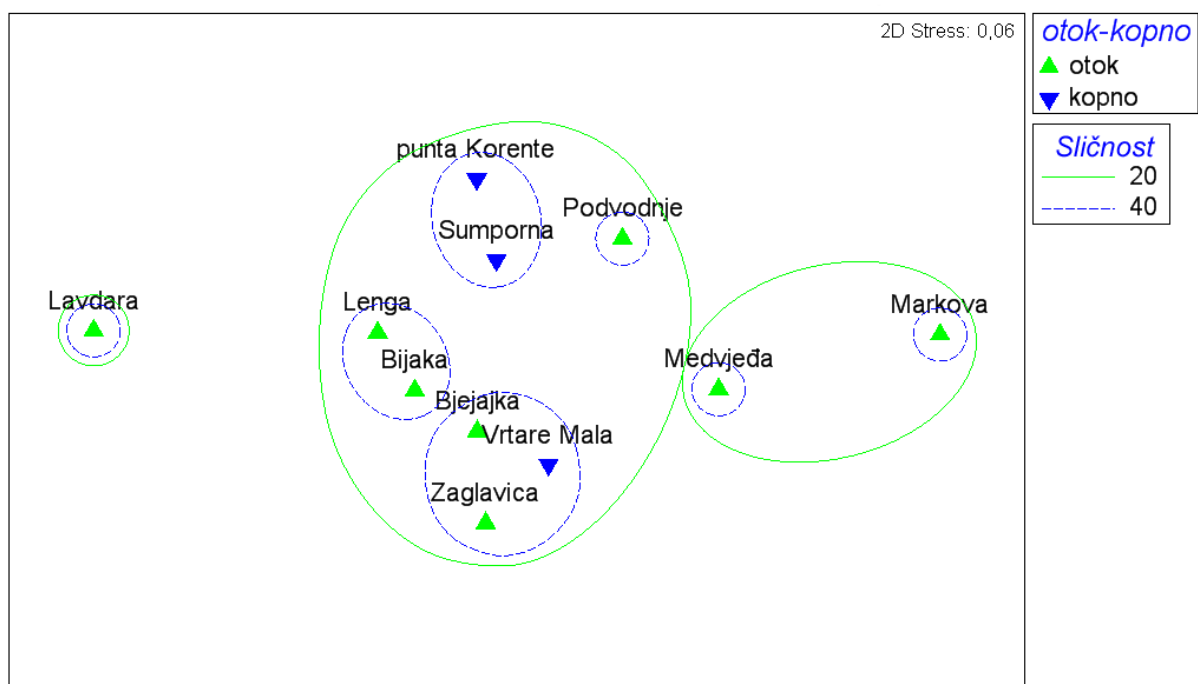 2D Stress: 0,06
otok-kopno
otok
kopno
Sličnost
20
40
punta Korente
Podvodnje
Sumporna
Lavdara
Lenga
Markova
Bijaka
Medvjeđa
Bjejajka
Vrtare Mala
Zaglavica